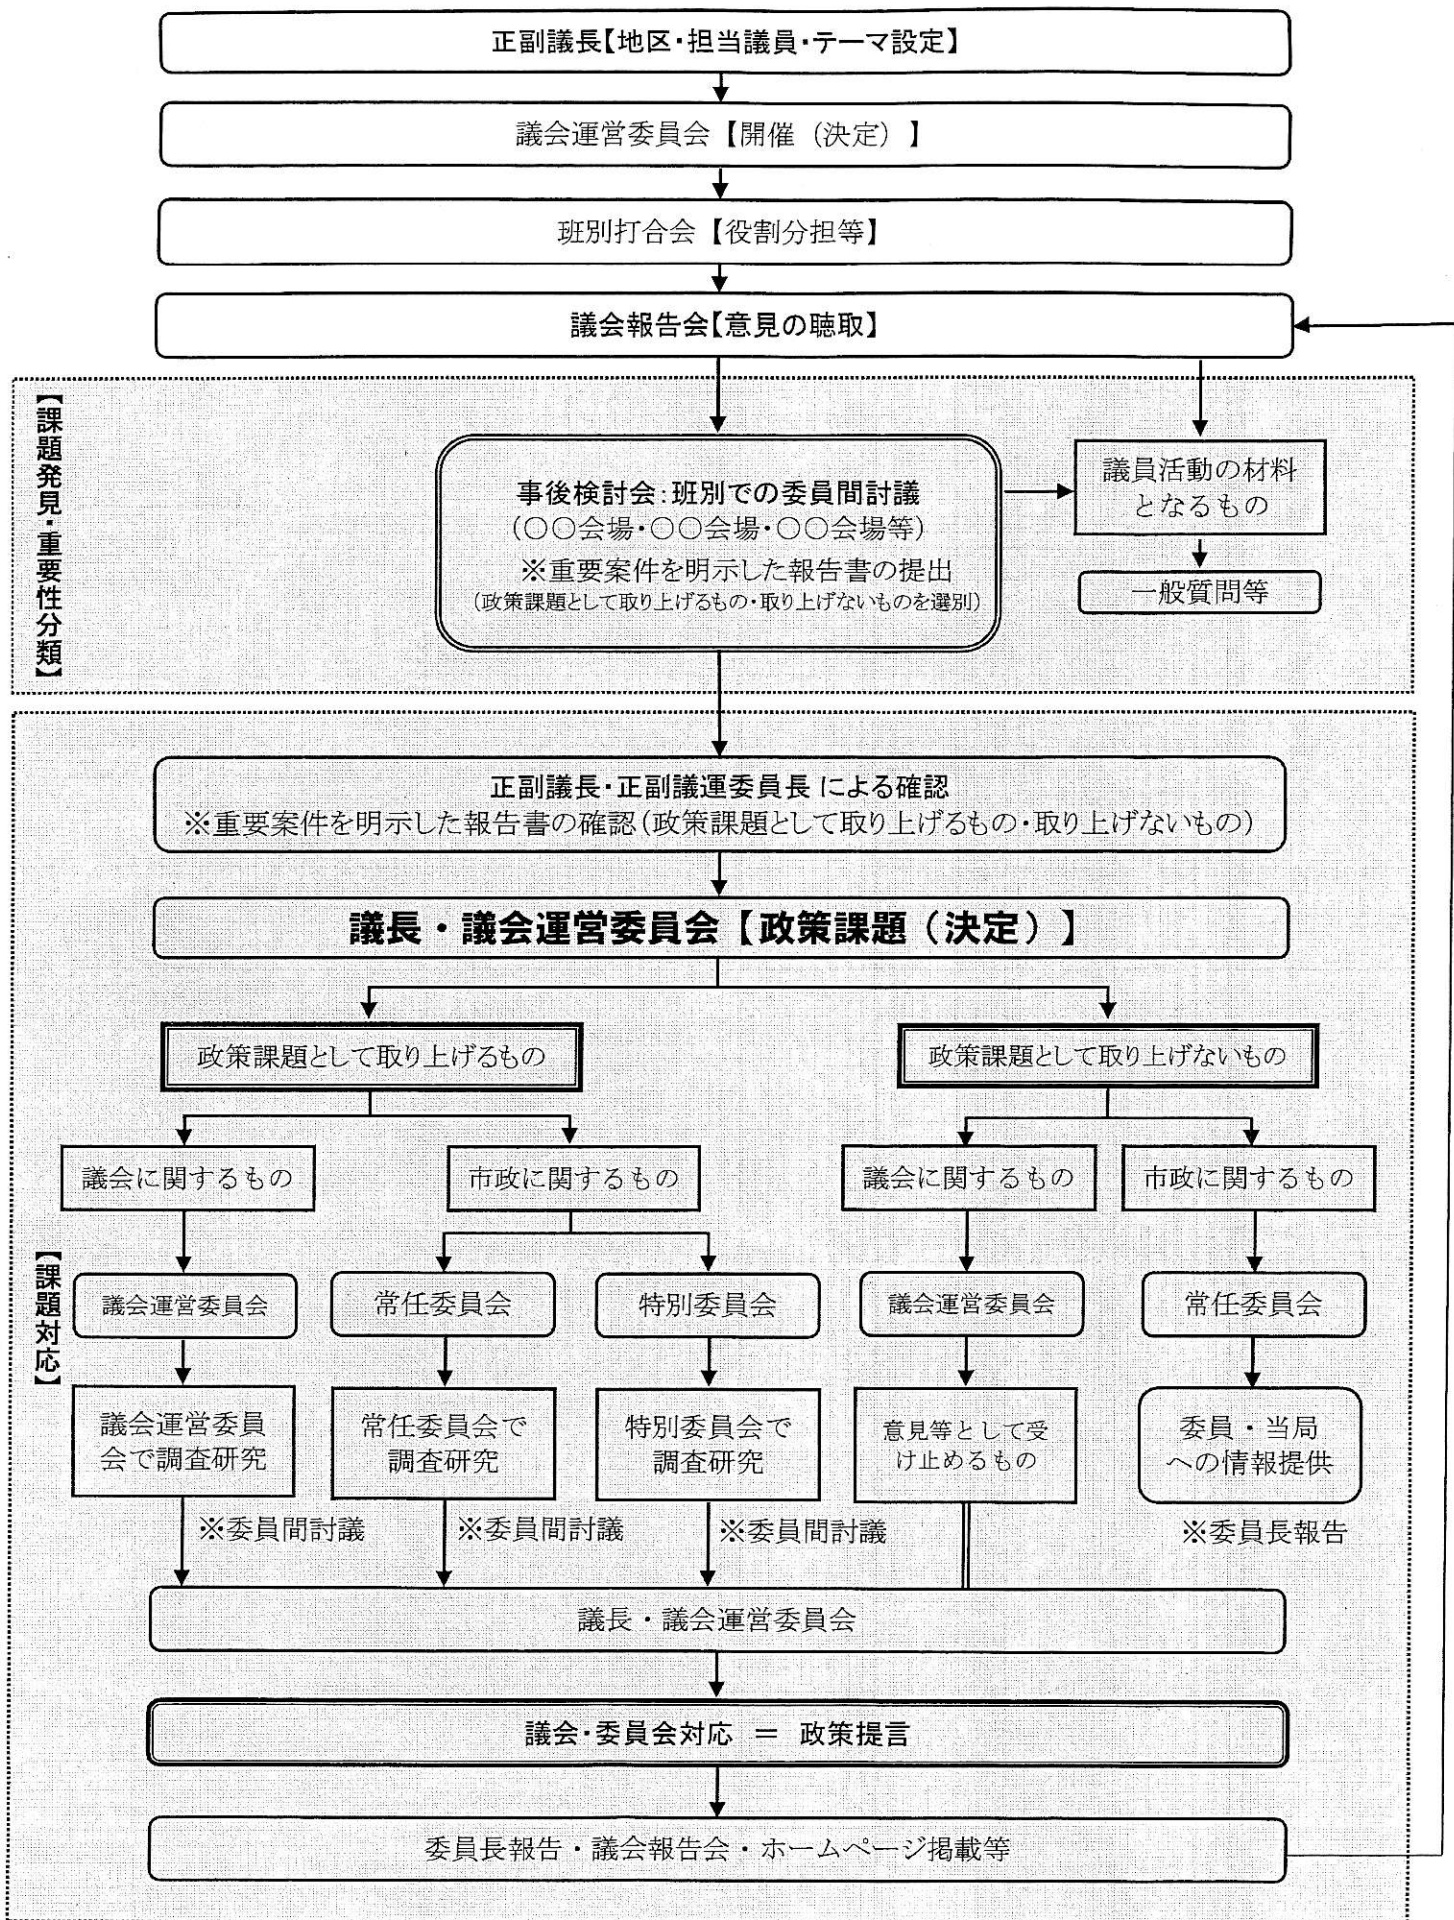 正副議長【地区・担当議員・テーマ設定】
議会運営委員会【開催（決定）】
班別打合会【役割分担等】
議会報告会【意見の聴取】
【課題発見・重要性分類】
事後検討会：班別での委員間討議
（〇〇会場・〇〇会場・〇〇会場等）
※重要案件を明示した報告書の提出
（政策課題として取り上げるもの・取り上げないものを選別）
議員活動の材料
となるもの
一般質問等
正副議長・正副議運委員長による確認
※重要案件を明示した報告書の確認（政策課題として取り上げるもの・取り上げないもの）
議長・議会運営委員会【政策課題（決定）】
政策課題として取り上げるもの
政策課題として取り上げないもの
議会に関するもの
市政に関するもの
議会に関するもの
市政に関するもの
【課題対応】
議会運営委員会
常任委員会
特別委員会
議会運営委員会
常任委員会
議会運営委員
会で調査研究
常任委員会で
調査研究
特別委員会で
調査研究
意見等として受
け止めるもの
委員・当局
への情報提供
※委員間討議
※委員間討議
※委員間討議
※委員長報告
議長・議会運営委員会
議会・委員会対応 ＝ 政策提言
委員長報告・議会報告会・ホームページ掲載等